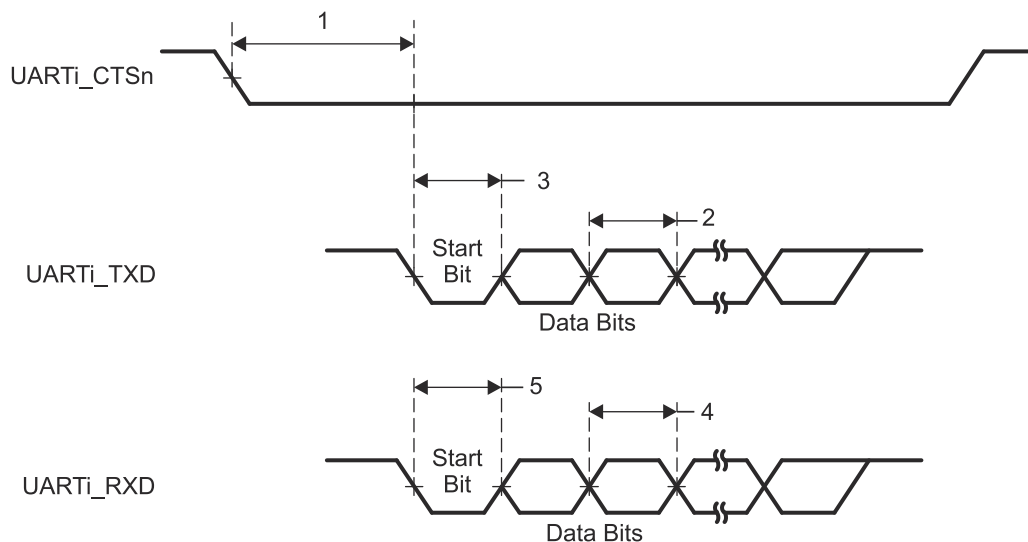 1
UARTi_CTSn
3
2
Start
Bit
UARTi_TXD
Data Bits
5
4
Start
Bit
UARTi_RXD
Data Bits